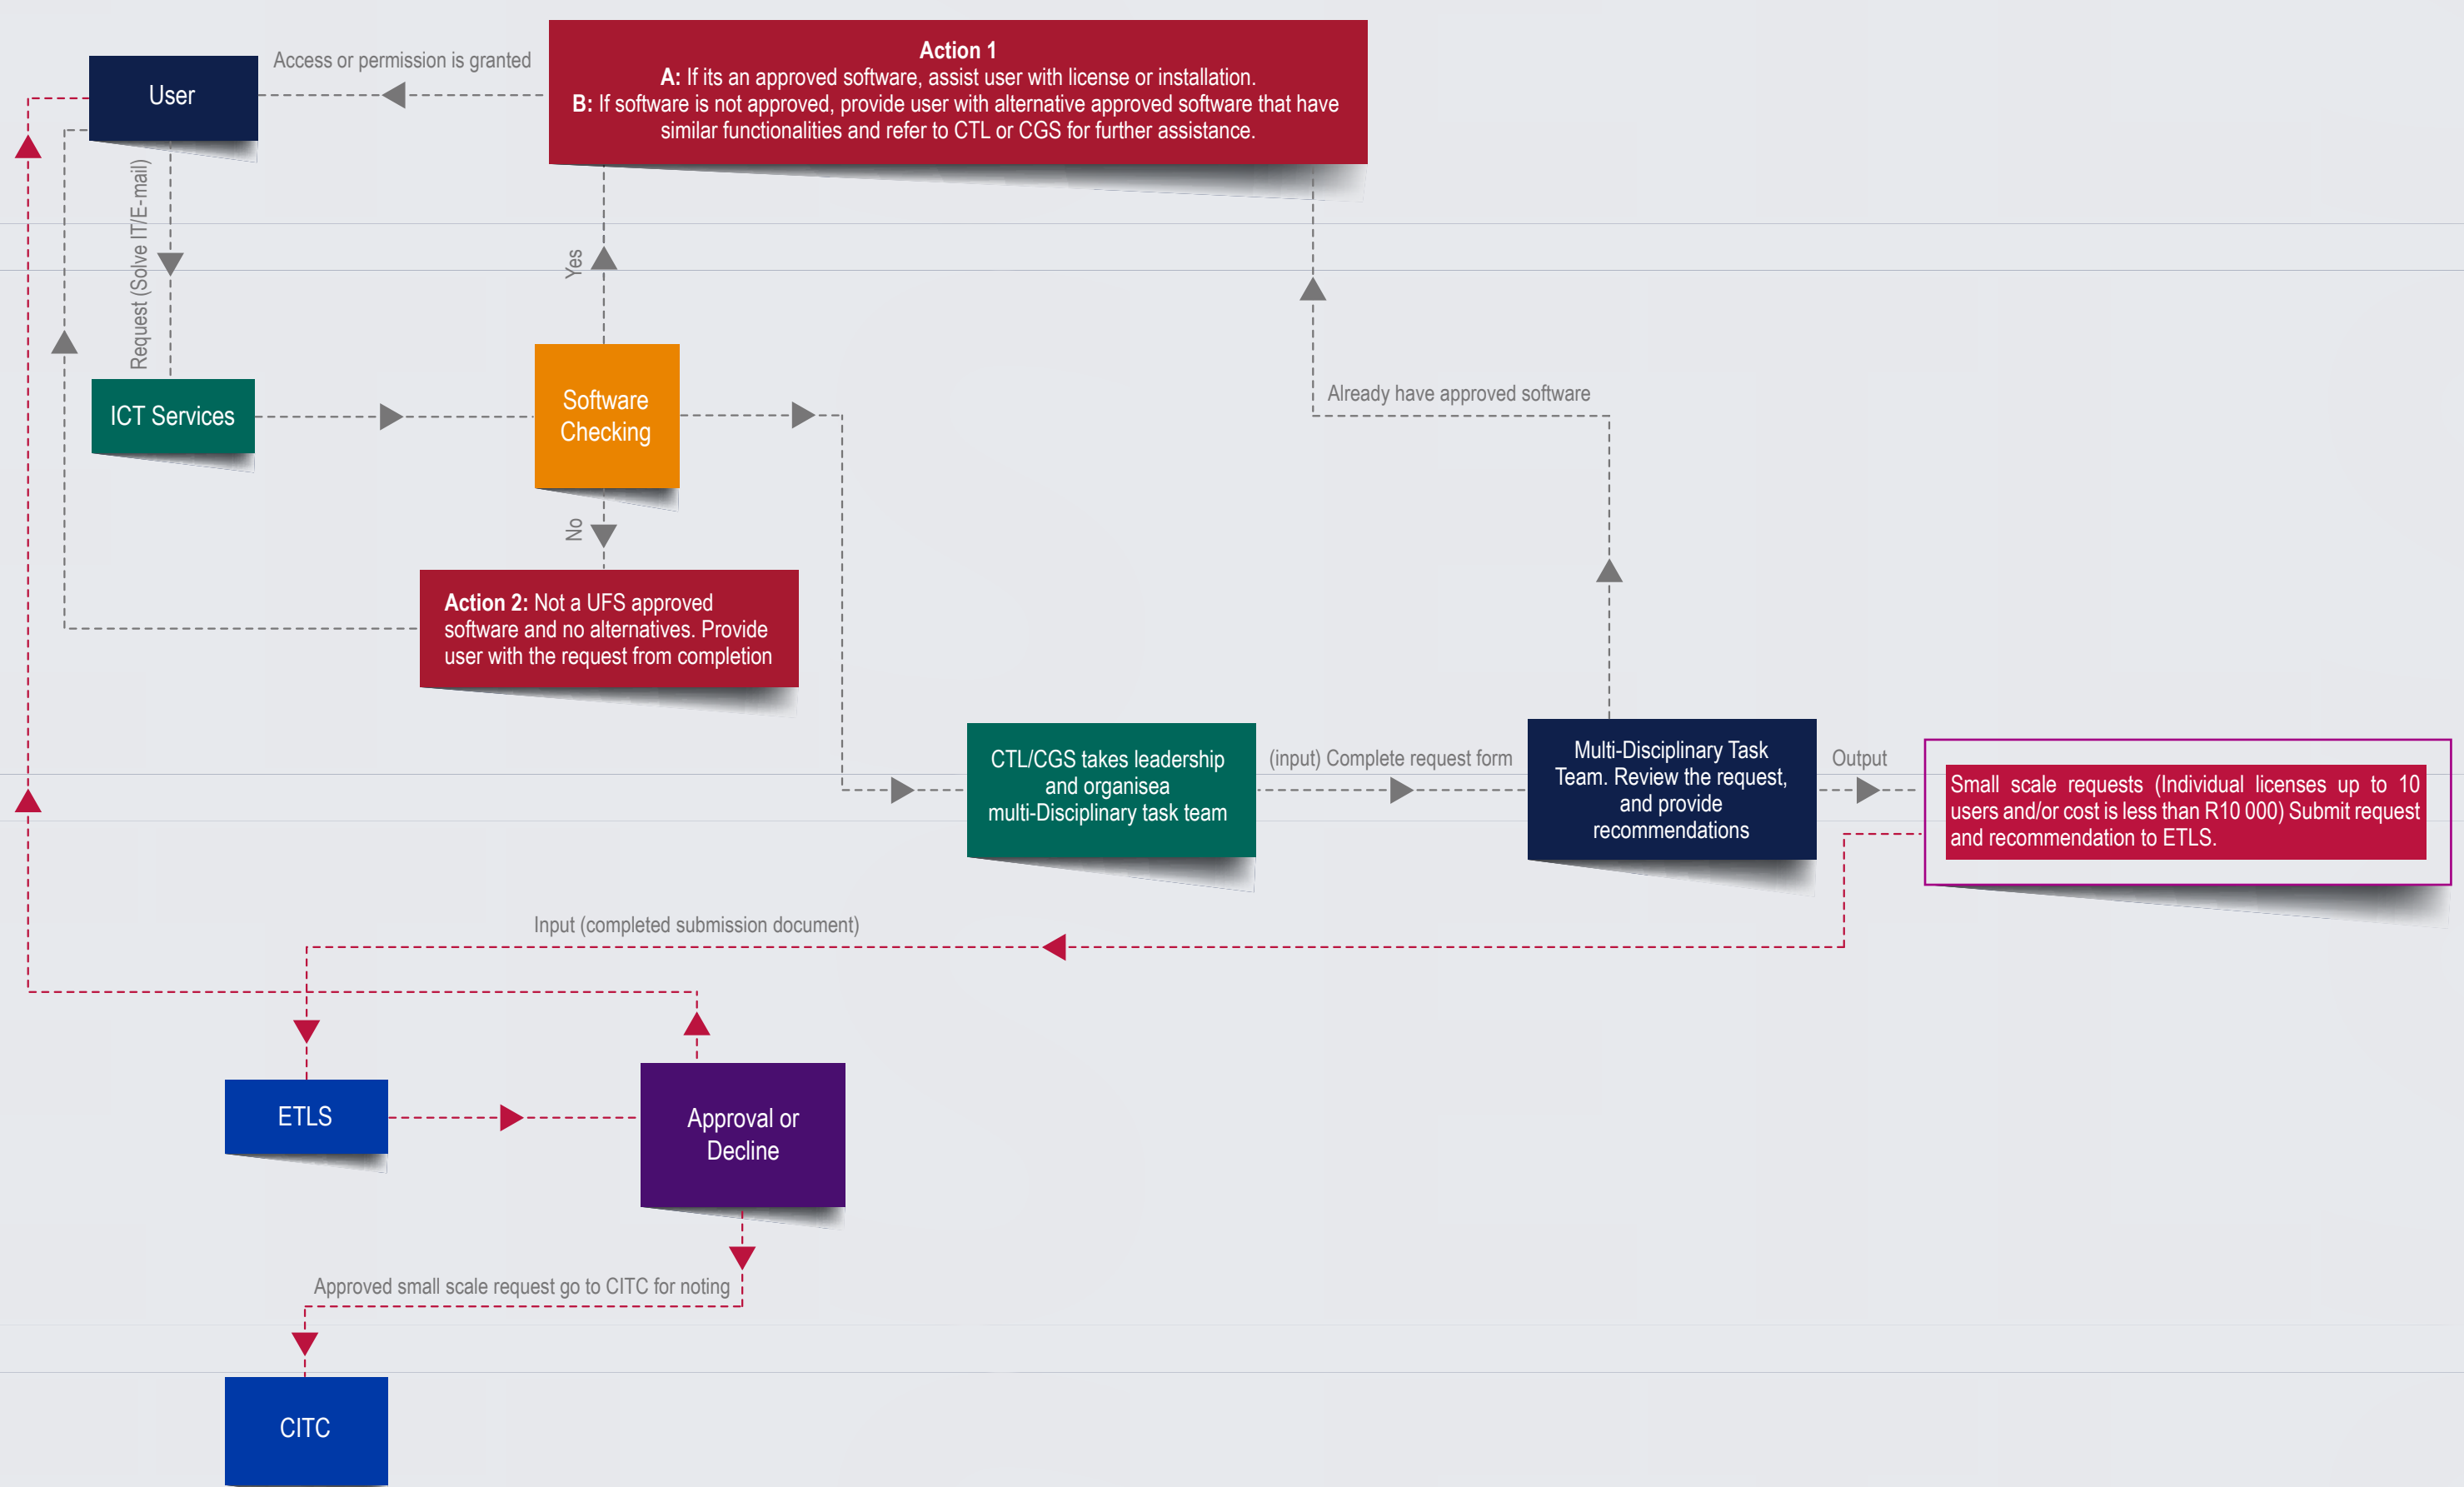 Action 1
A: If its an approved software, assist user with license or installation.
B: If software is not approved, provide user with alternative approved software that have
similar functionalities and refer to CTL or CGS for further assistance.
Access or permission is granted
User
Request (Solve IT/E-mail)
Yes
ICT Services
Software
Checking
Already have approved software
No
Action 2: Not a UFS approved
software and no alternatives. Provide
user with the request from completion
CTL/CGS takes leadership
and organisea
multi-Disciplinary task team
(input) Complete request form
Multi-Disciplinary Task
Team. Review the request,
and provide
recommendations
Output
Small scale requests (Individual licenses up to 10
users and/or cost is less than R10 000) Submit request
and recommendation to ETLS.
Input (completed submission document)
ETLS
Approval or
Decline
Approved small scale request go to CITC for noting
CITC